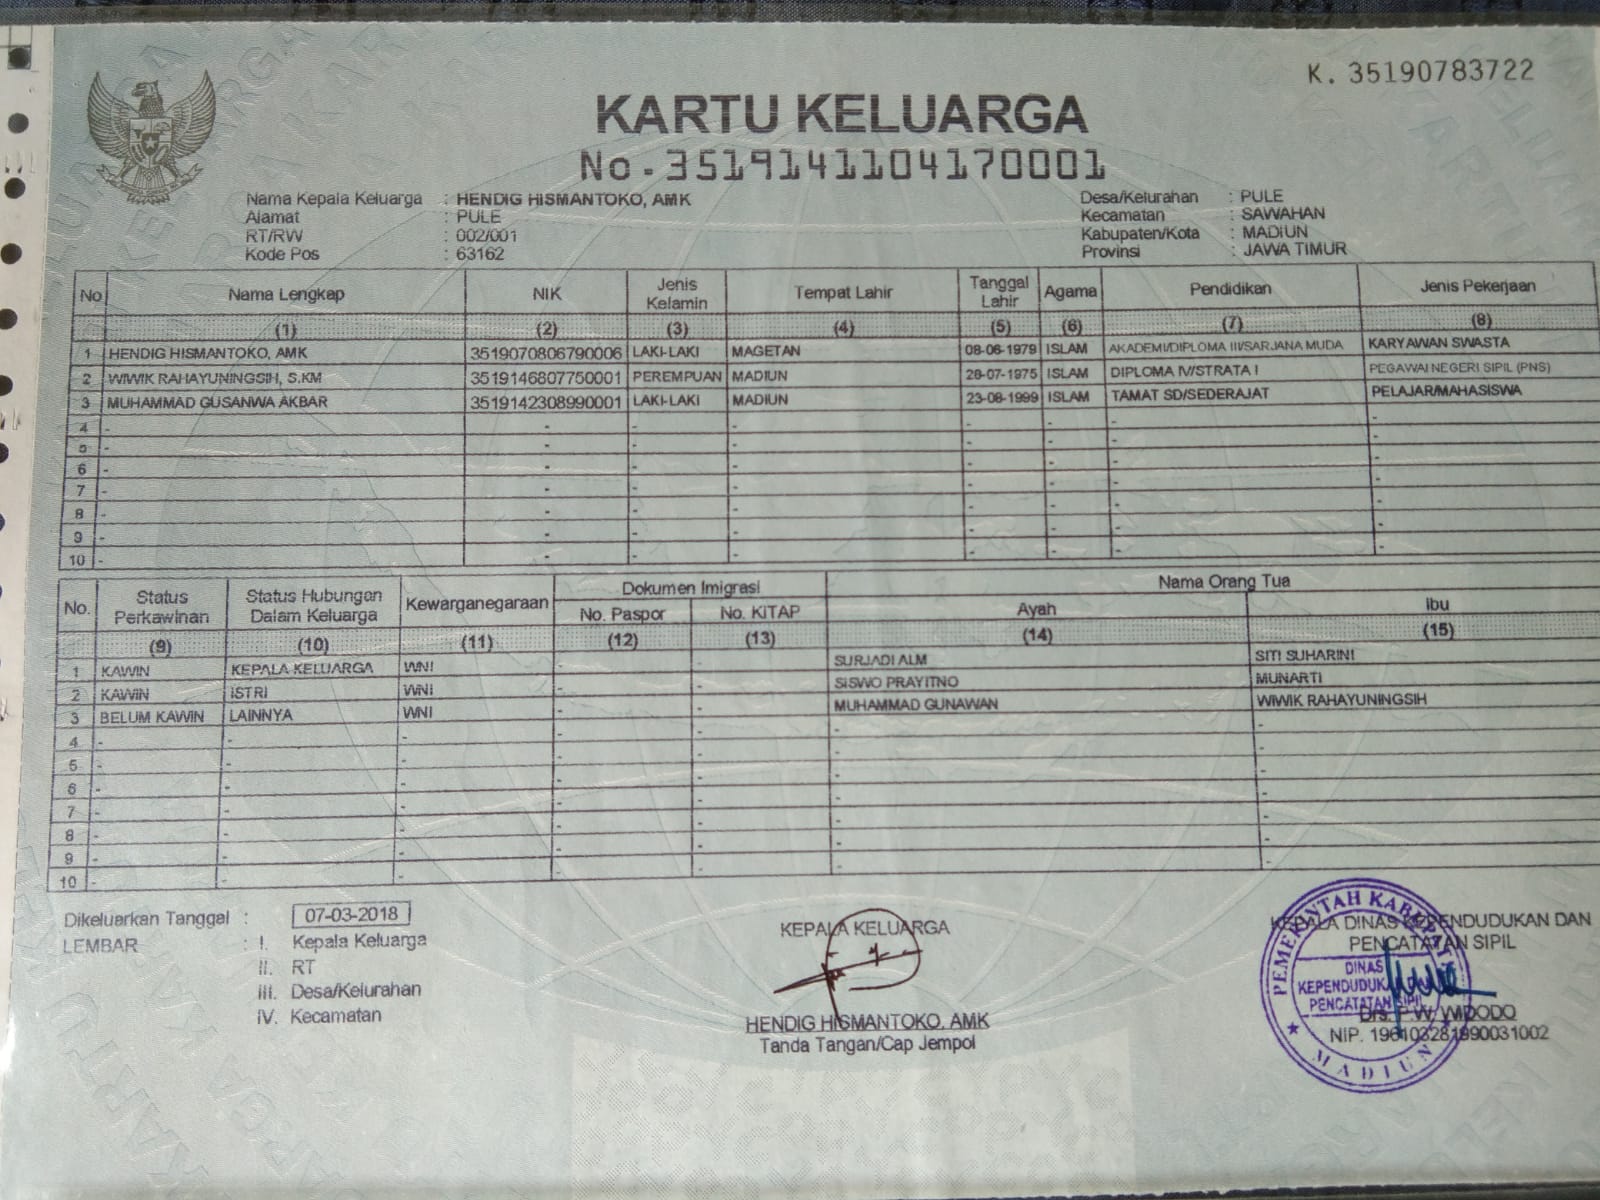 K. 35190783722
KARTU KELUARGA
No.3519141104170001
Nama Kepala Keluarga : HENDIG HISMANTOKO, AMK
Alamat : PULE
RT/RW : 002/001
Kode Pos : 63162
Desa/Kelurahan : PULE
Kecamatan : SAWAHAN
Kabupaten/Kota : MADIUN
Provinsi : JAWA TIMUR
No Nama Lengkap NIK Jenis Kelamin Tempat Lahir Tanggal Lahir Agama Pendidikan Jenis Pekerjaan
(1) (2) (3) (4) (5) (6) (7) (8)
1 HENDIG HISMANTOKO, AMK 3519070806790006 LAKI-LAKI MAGETAN 08-06-1979 ISLAM AKADEMI/DIPLOMA III/SARJANA MUDA KARYAWAN SWASTA
2 WIWIK RAHAYUNINGSIH, S.KM 3519146807750001 PEREMPUAN MADIUN 28-07-1975 ISLAM DIPLOMA IV/STRATA I PEGAWAI NEGERI SIPIL (PNS)
3 MUHAMMAD GUSANWA AKBAR 3519142308990001 LAKI-LAKI MADIUN 23-08-1999 ISLAM TAMAT SD/SEDERAJAT PELAJAR/MAHASISWA
4 - - - - - - - -
5 - - - - - - - -
6 - - - - - - - -
7 - - - - - - - -
8 - - - - - - - -
9 - - - - - - - -
10 - - - - - - - -
No. Status Perkawinan Status Hubungan Dalam Keluarga Kewarganegaraan Dokumen Imigrasi Nama Orang Tua
No. Paspor No. KITAP Ayah Ibu
(9) (10) (11) (12) (13) (14) (15)
1 KAWIN KEPALA KELUARGA WNI - - SURJADI ALM SITI SUHARINI
2 KAWIN ISTRI WNI - - SISWO PRAYITNO MUNARTI
3 BELUM KAWIN LAINNYA WNI - - MUHAMMAD GUNAWAN WIWIK RAHAYUNINGSIH
4 - - - - - - -
5 - - - - - - -
6 - - - - - - -
7 - - - - - - -
8 - - - - - - -
9 - - - - - - -
10 - - - - - - -
Dikeluarkan Tanggal : 07-03-2018
LEMBAR : I. Kepala Keluarga
II. RT
III. Desa/Kelurahan
IV. Kecamatan
KEPALA KELUARGA
HENDIG HISMANTOKO, AMK
Tanda Tangan/Cap Jempol
KEPALA DINAS KEPENDUDUKAN DAN
PENCATATAN SIPIL
Drs. P.W. WIDODO
NIP. 196103281990031002
PEMERINTAH KABUPATEN
DINAS
KEPENDUDUKAN DAN
PENCATATAN SIPIL
MADIUN